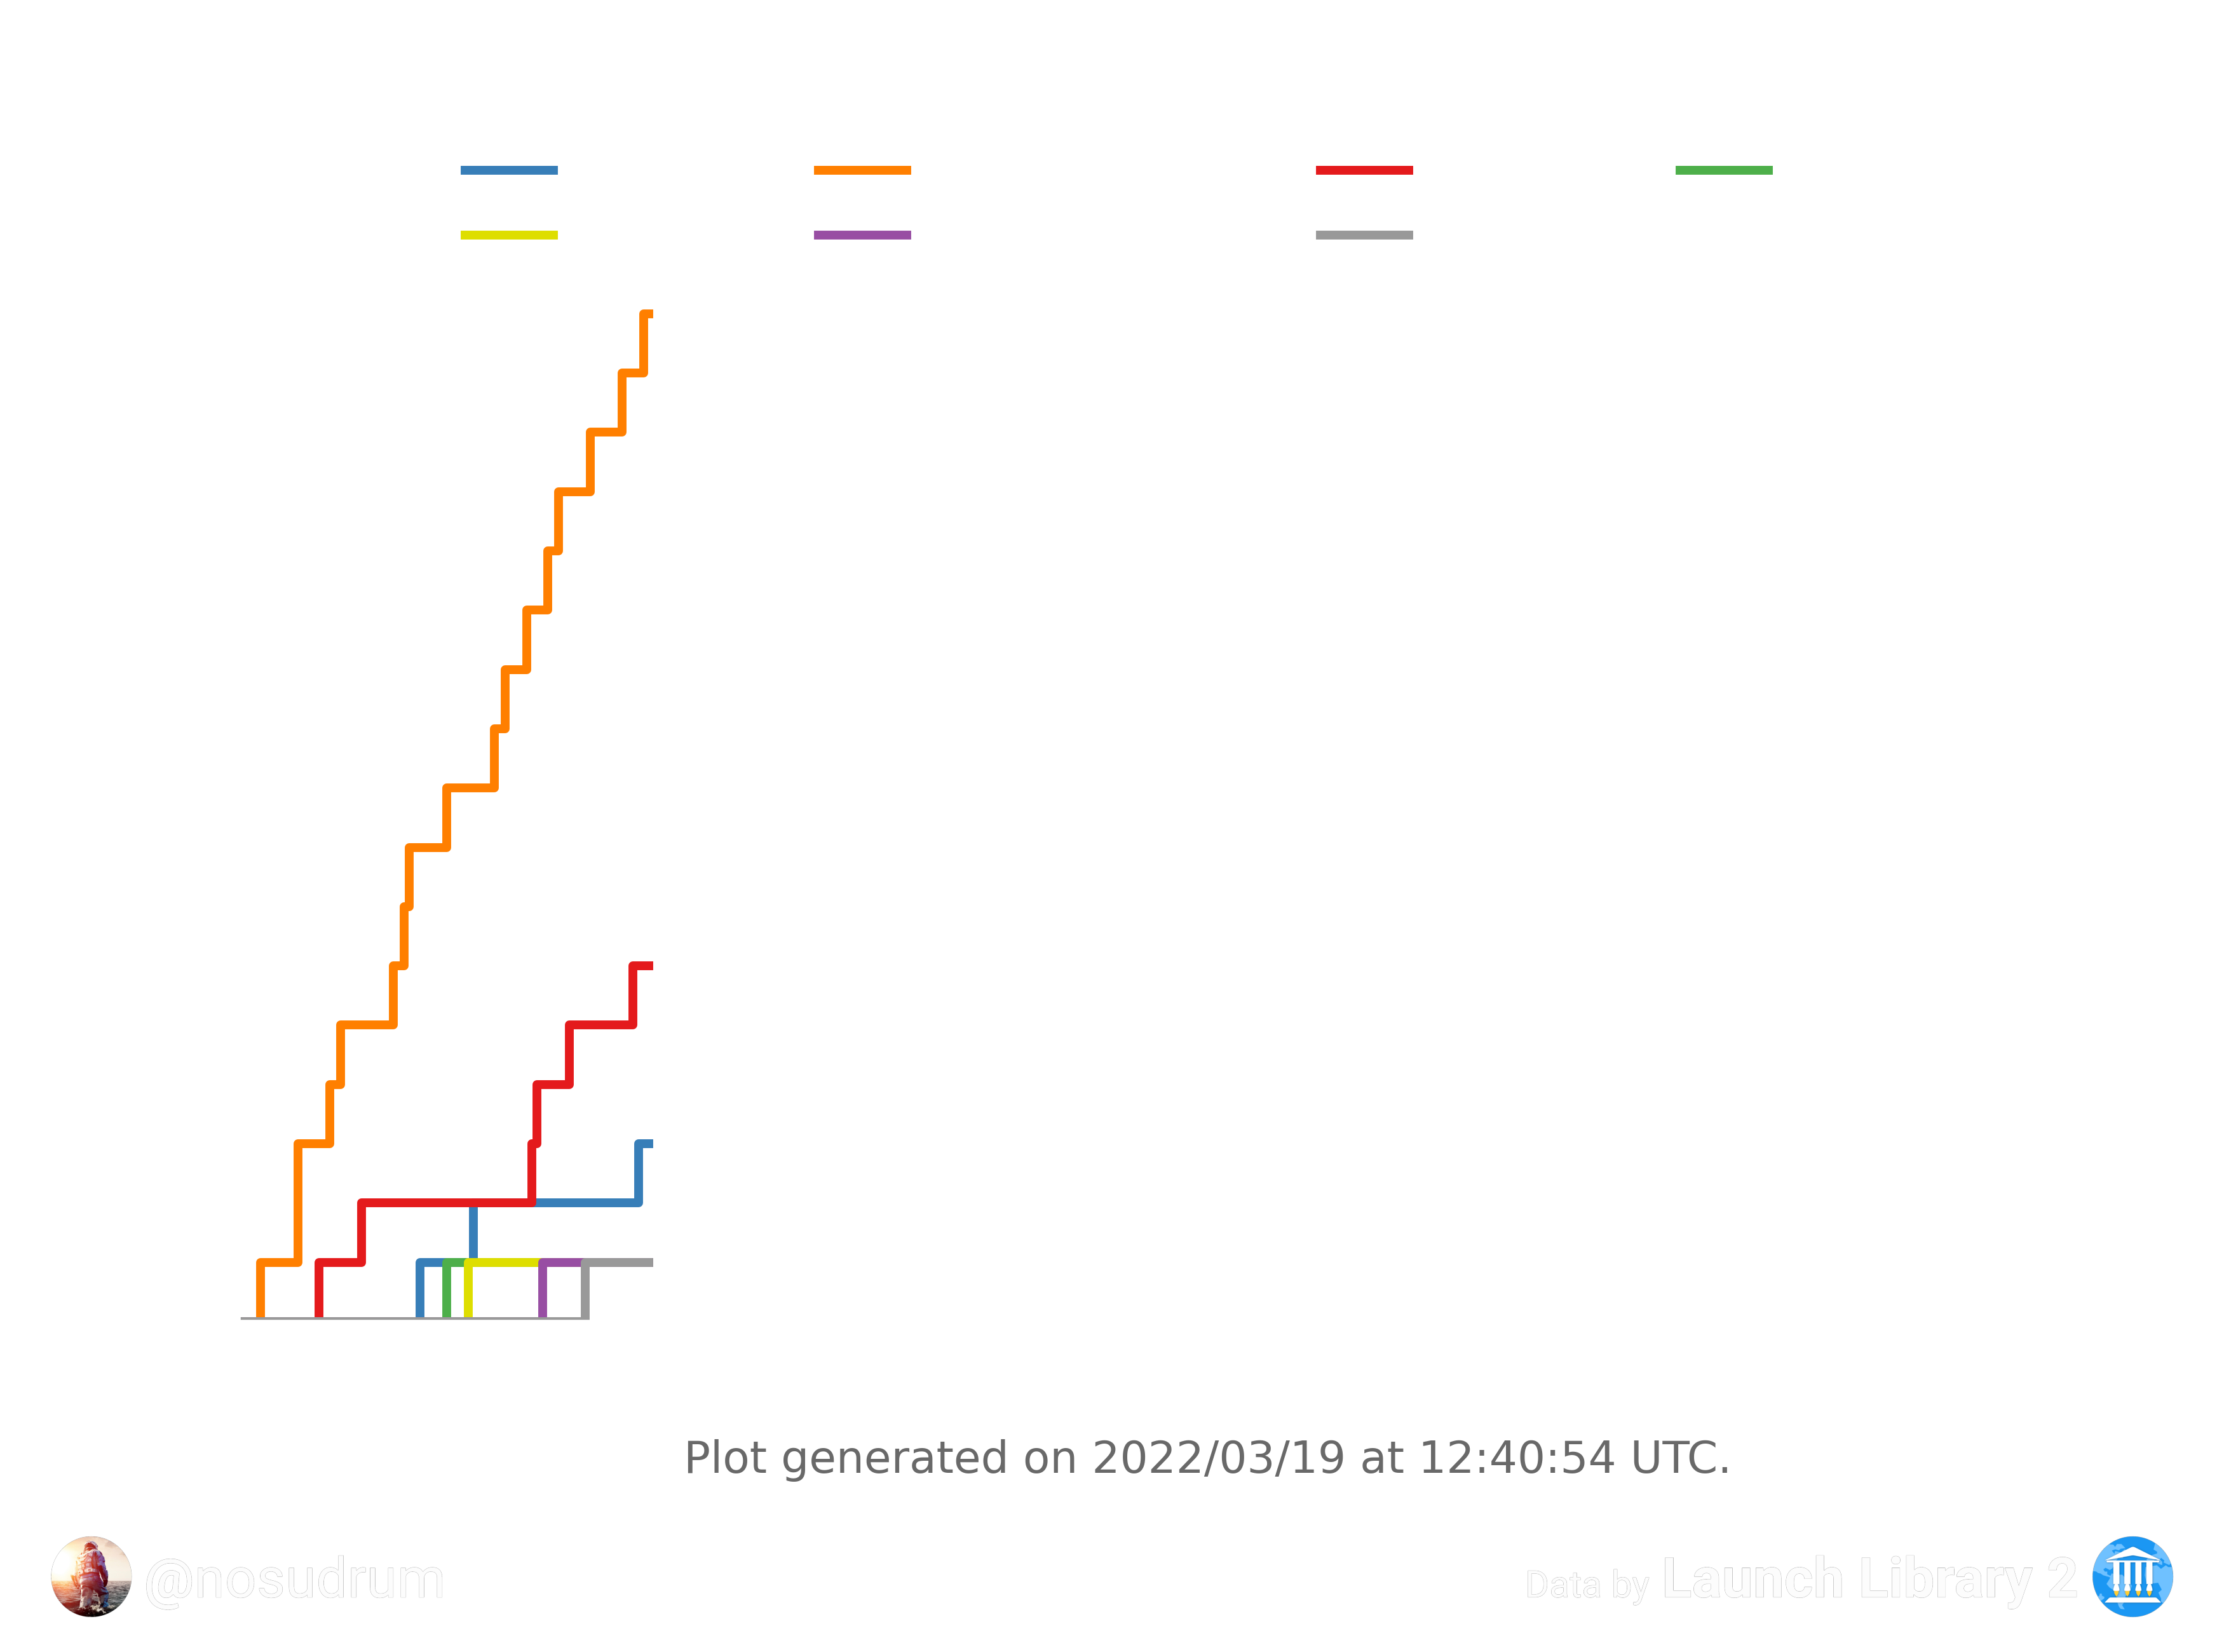 Plot generated on 2022/03/19 at 12:40:54 UTC.
@nosudrum
Data by Launch Library 2